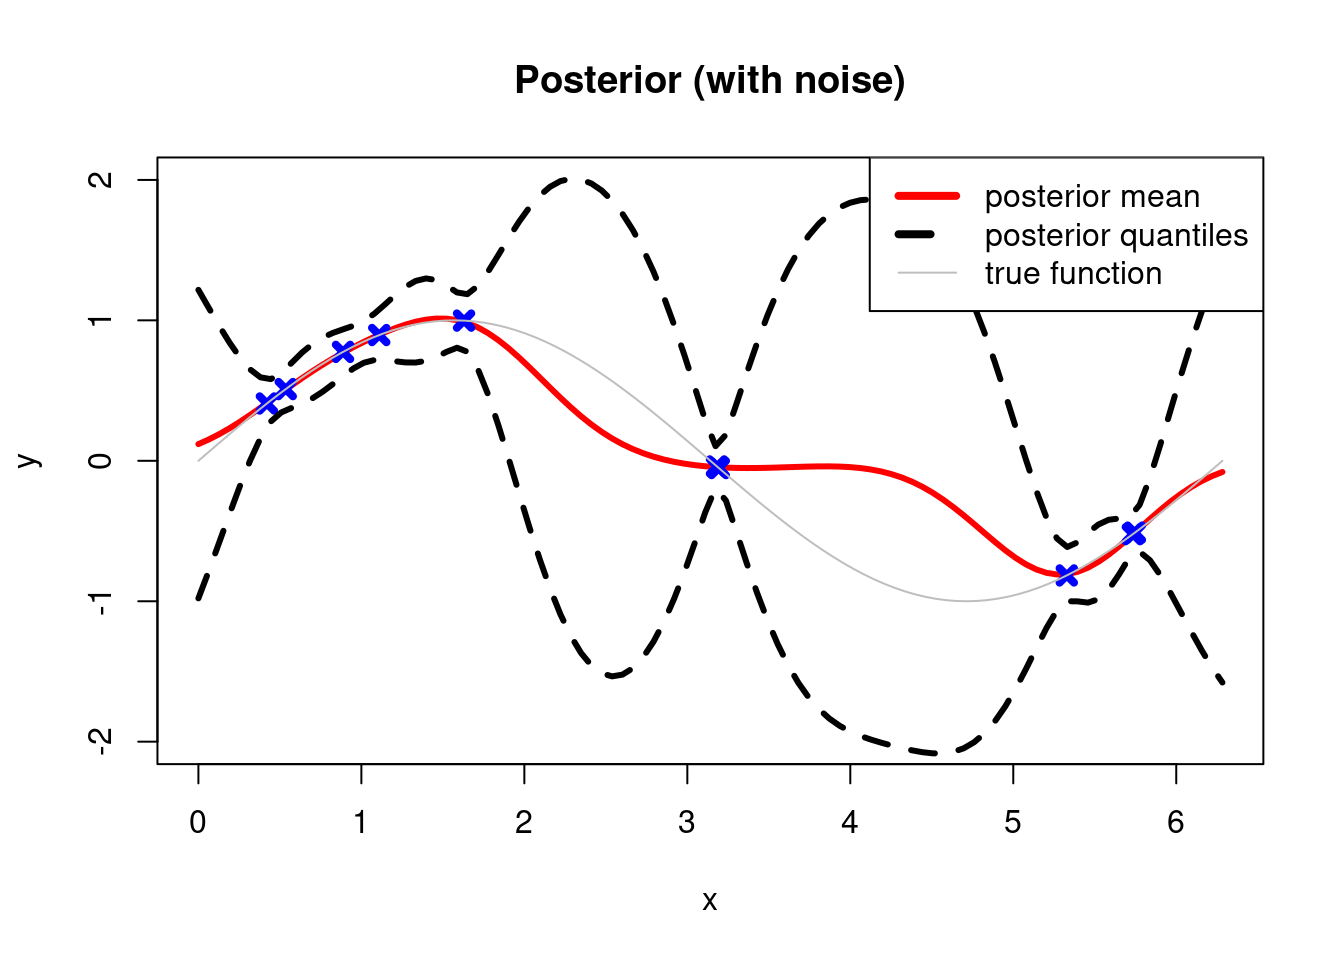 Posterior (with noise)
posterior mean
posterior quantiles
true function
2
1
0
-1
-2
y
0 1 2 3 4 5 6
x